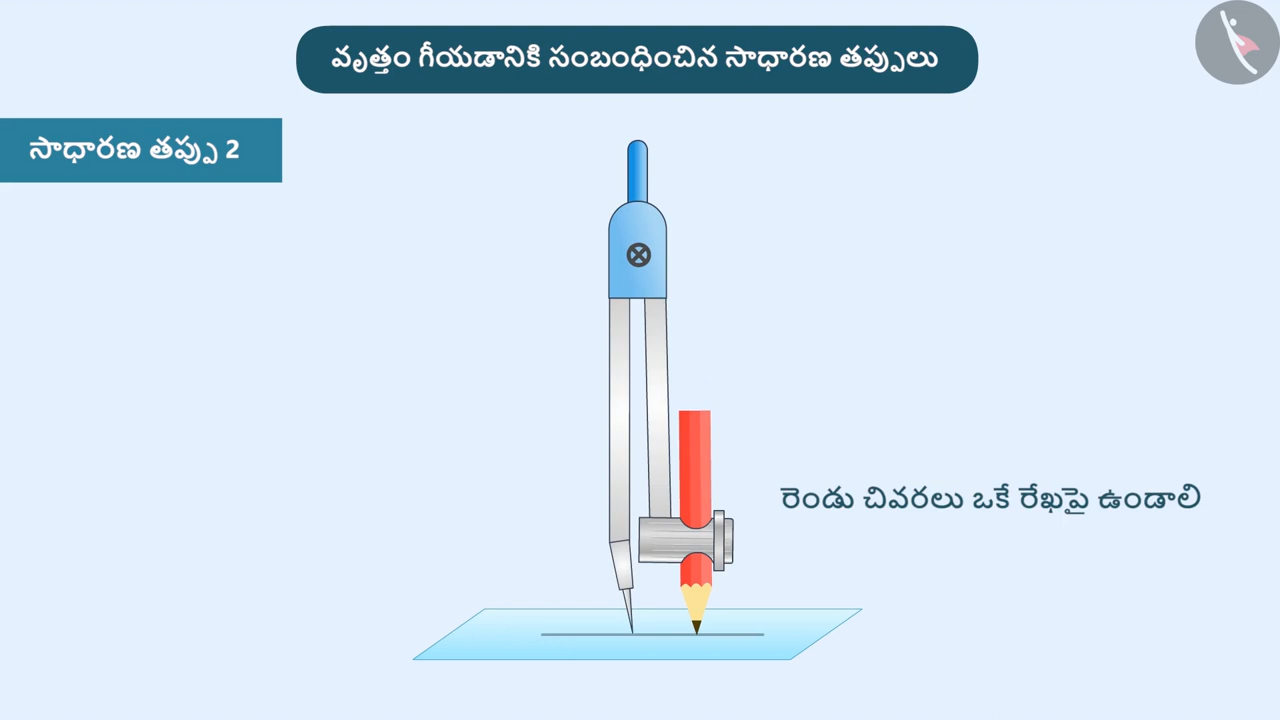 వృత్తం గీయడానికి సంబంధించిన సాధారణ తప్పులు
సాధారణ తప్పు 2
రెండు చివరలు ఒకే రేఖపై ఉండాలి